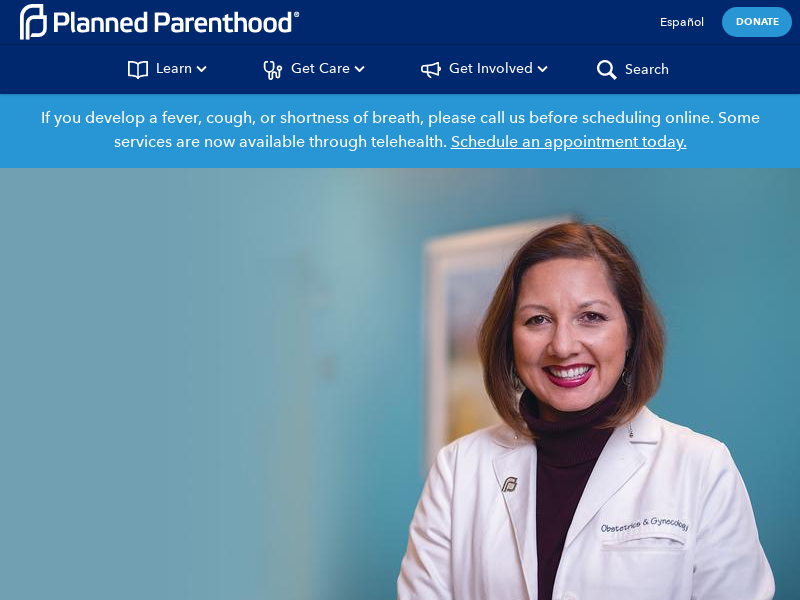 Planned Parenthood®
Español
DONATE
Learn
Get Care
Get Involved
Search
If you develop a fever, cough, or shortness of breath, please call us before scheduling online. Some
services are now available through telehealth. Schedule an appointment today.
Obstetrics & Gynecology